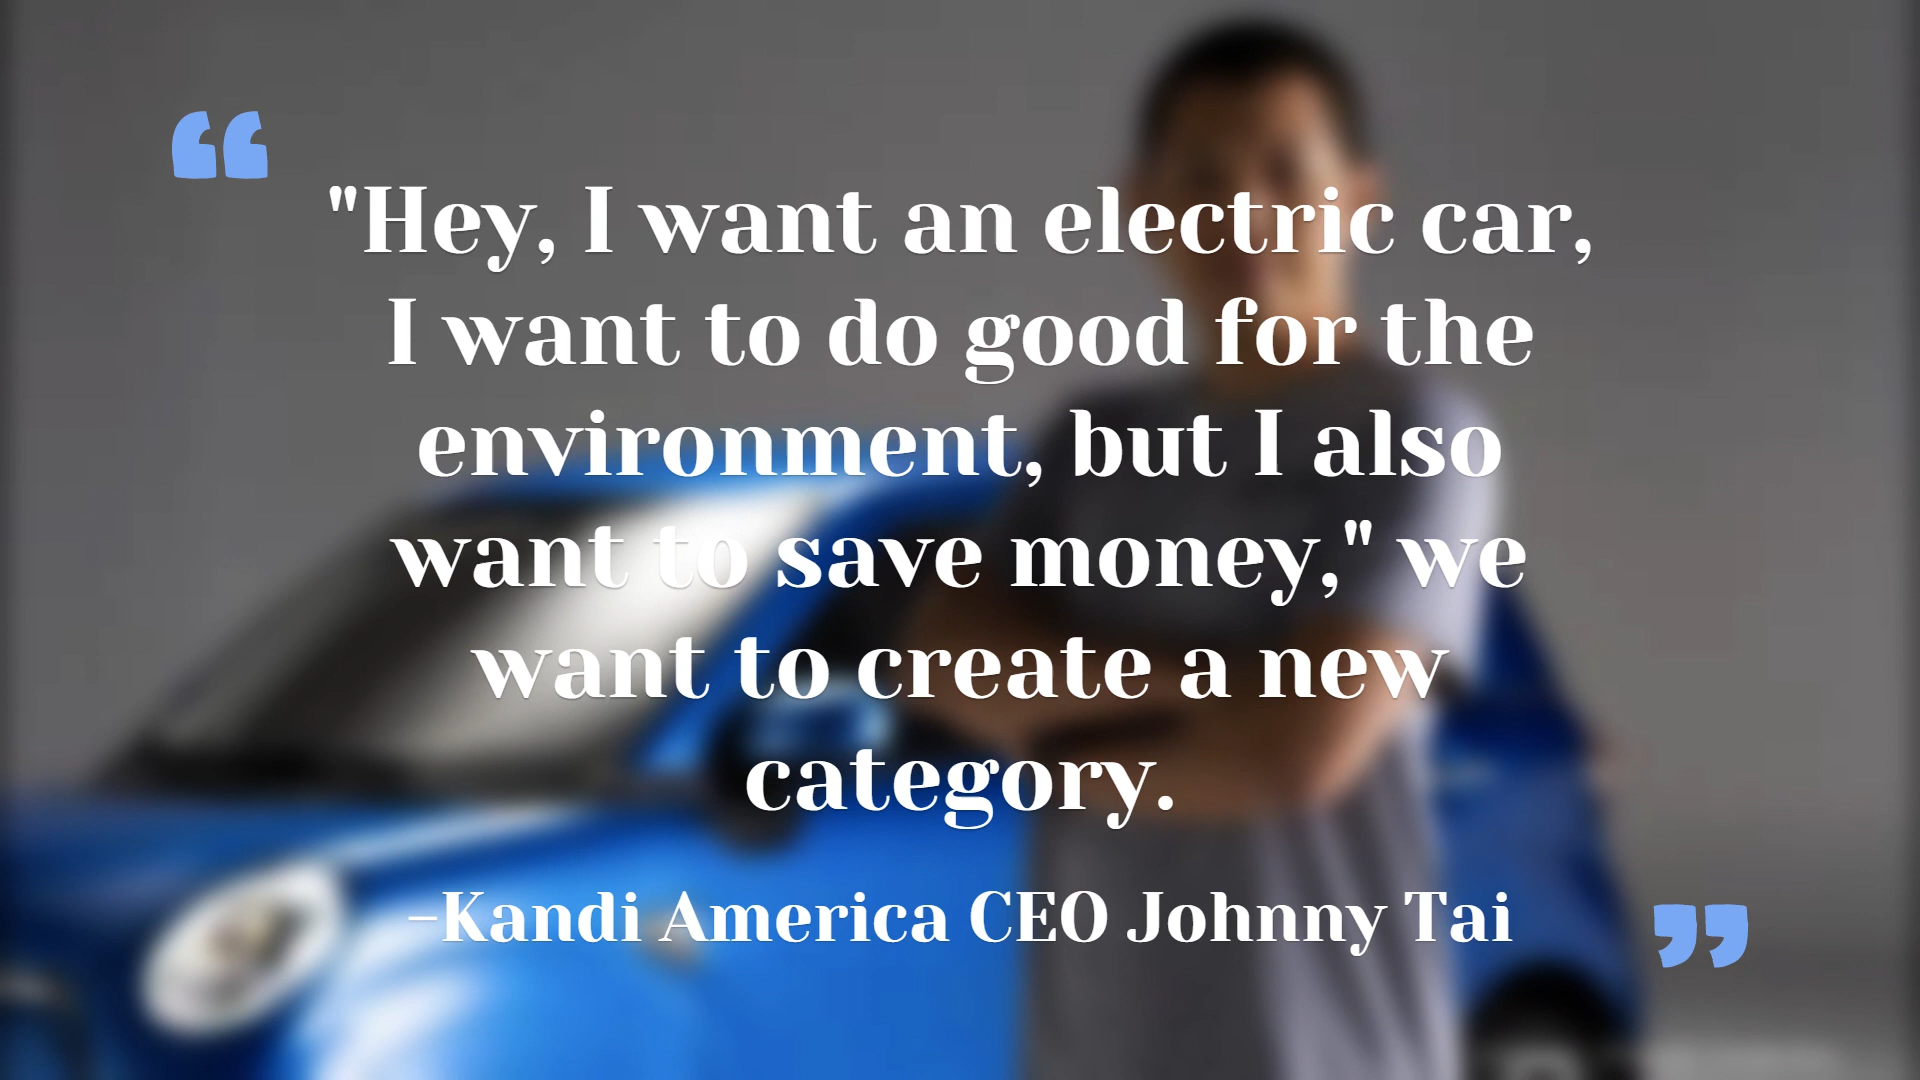 "Hey, I want an electric car,
I want to do good for the
environment, but I also
want to save money," we
want to create a new
category.
–Kandi America CEO Johnny Tai